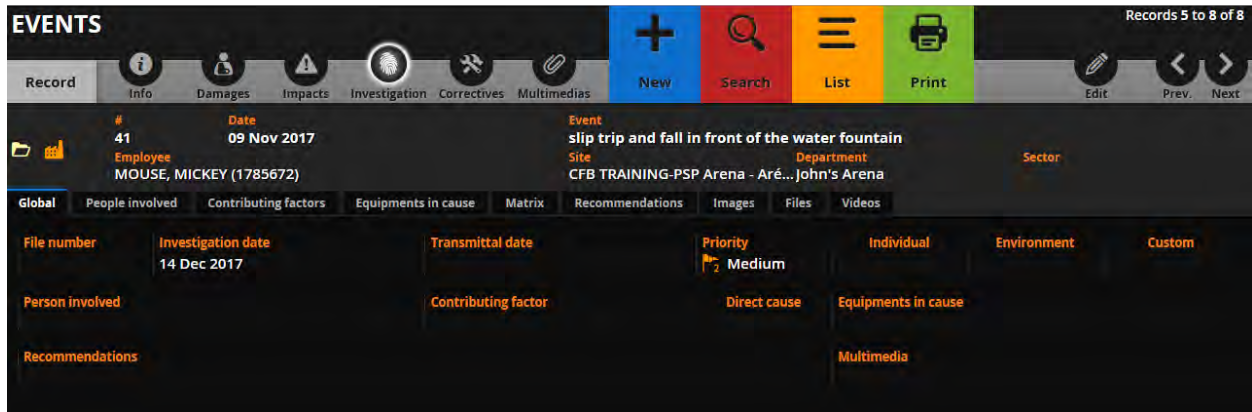 EVENTS
Records 5 to 8 of 8
Record
Info
Damages
Impacts
Investigation
Correctives
Multimedias
New
Search
List
Print
Edit
Prev.
Next
# Date Event
41 09 Nov 2017 slip trip and fall in front of the water fountain
Employee Site Department Sector
MOUSE, MICKEY (1785672) CFB TRAINING-PSP Arena - Aré... John's Arena
Global People involved Contributing factors Equipments in cause Matrix Recommendations Images Files Videos
File number Investigation date Transmittal date Priority Individual Environment Custom
14 Dec 2017 2 Medium
Person involved Contributing factor Direct cause Equipments in cause
Recommendations Multimedia